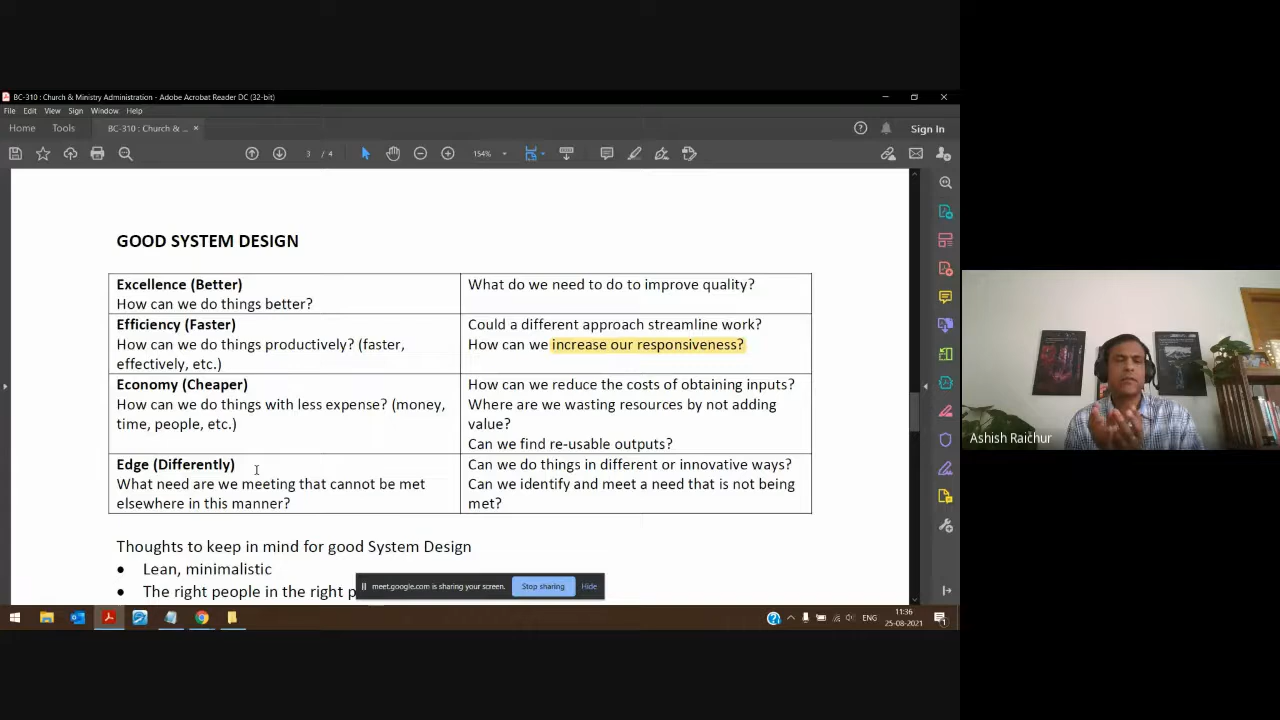 BC-310 : Church & Ministry Administration - Adobe Acrobat Reader DC (32-bit)
File Edit View Sign Window Help
Home Tools BC-310 : Church & ... × Sign In
3 / 4 154%
GOOD SYSTEM DESIGN
Excellence (Better)
How can we do things better?
What do we need to do to improve quality?
Efficiency (Faster)
How can we do things productively? (faster,
effectively, etc.)
Could a different approach streamline work?
How can we increase our responsiveness?
Economy (Cheaper)
How can we do things with less expense? (money,
time, people, etc.)
How can we reduce the costs of obtaining inputs?
Where are we wasting resources by not adding
value?
Can we find re-usable outputs?
Edge (Differently)
What need are we meeting that cannot be met
elsewhere in this manner?
Can we do things in different or innovative ways?
Can we identify and meet a need that is not being
met?
Thoughts to keep in mind for good System Design
• Lean, minimalistic
• The right people in the right p
meet.google.com is sharing your screen. Stop sharing Hide
Ashish Raichur
ENG
11:36
25-08-2021